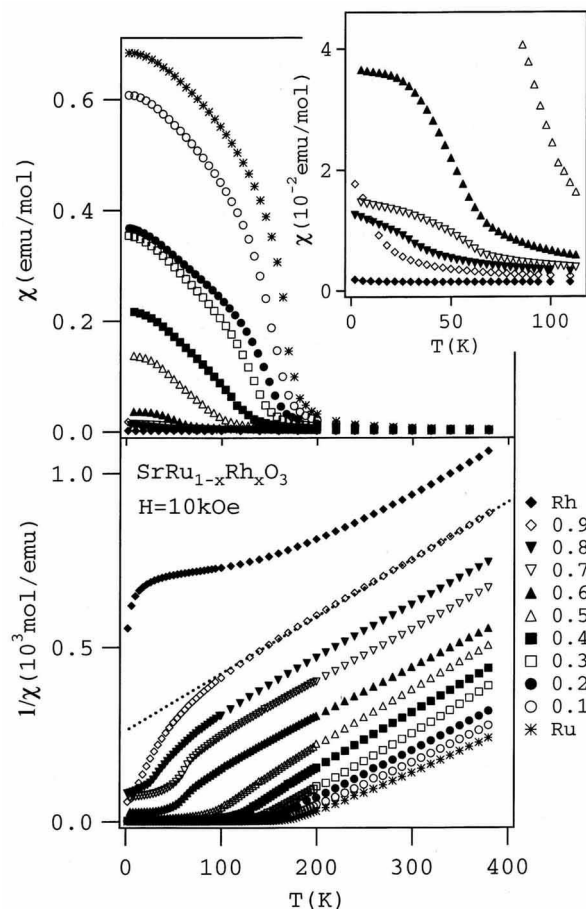 0.6
0.4
0.2
0.0
χ(emu/mol)
4
2
0
χ(10⁻²emu/mol)
0 50 100
T(K)
SrRu₁₋ₓRhₓO₃
H=10kOe
1.0
0.5
0.0
1/χ(10³mol/emu)
0 100 200 300 400
T(K)
Rh
0.9
0.8
0.7
0.6
0.5
0.4
0.3
0.2
0.1
Ru